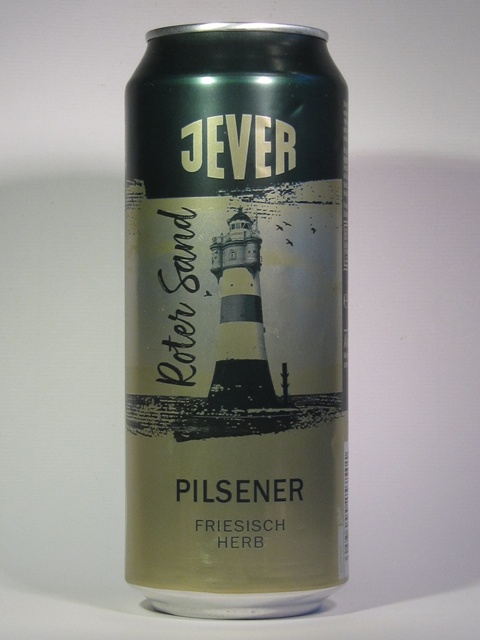 JEVER
Roter Sand
PILSENER
FRIESISCH
HERB